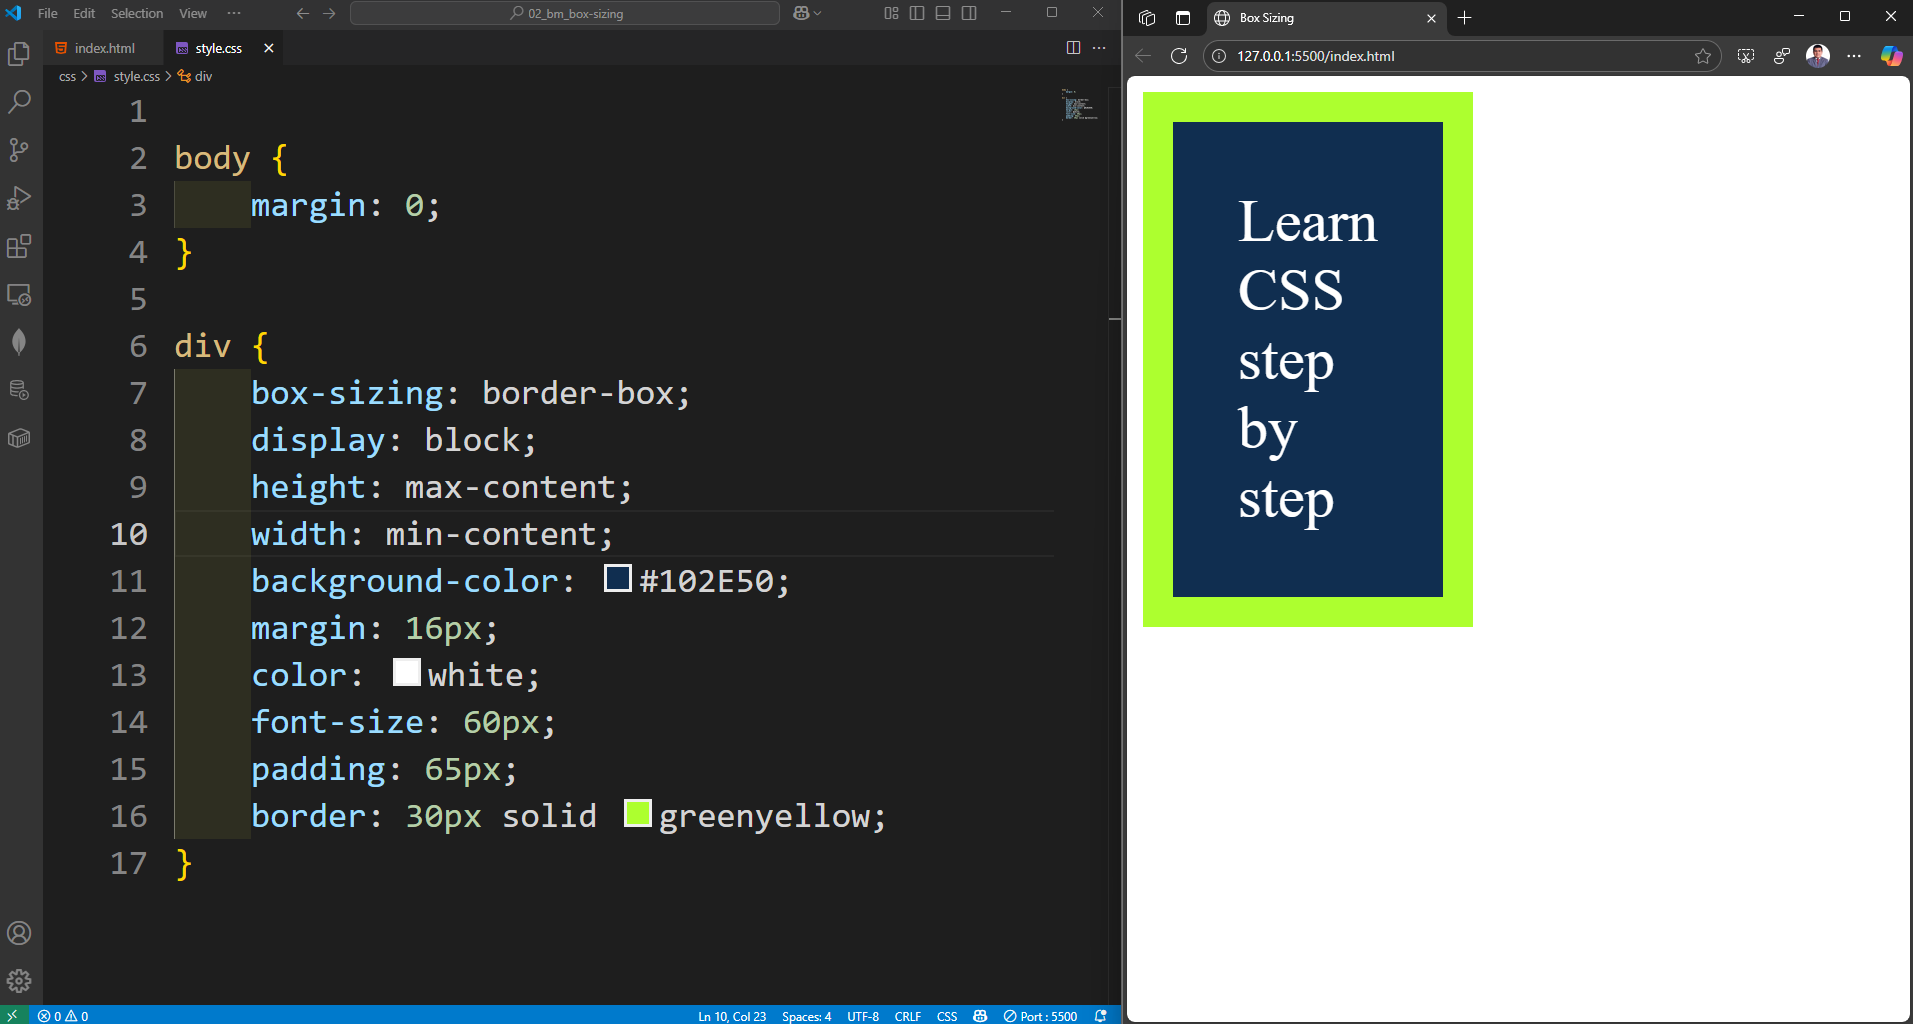 File Edit Selection View ···
02_bm_box-sizing
index.html
style.css
css > style.css > div
1
2 body {
3 margin: 0;
4 }
5
6 div {
7 box-sizing: border-box;
8 display: block;
9 height: max-content;
10 width: min-content;
11 background-color: #102E50;
12 margin: 16px;
13 color: white;
14 font-size: 60px;
15 padding: 65px;
16 border: 30px solid greenyellow;
17 }
0 0
Ln 10, Col 23 Spaces: 4 UTF-8 CRLF CSS Port : 5500
Box Sizing
127.0.0.1:5500/index.html
Learn
CSS
step
by
step